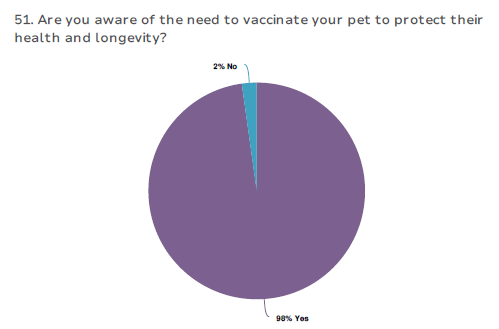 51. Are you aware of the need to vaccinate your pet to protect their
health and longevity?
2% No
98% Yes